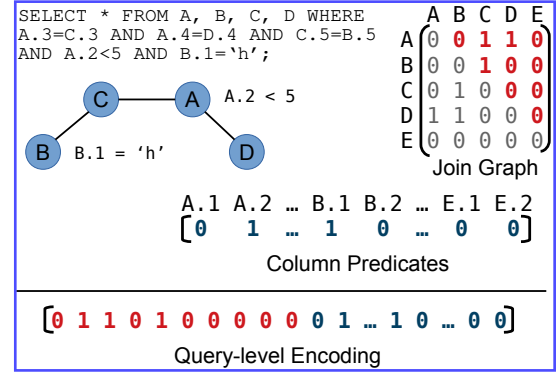 SELECT * FROM A, B, C, D WHERE
A.3=C.3 AND A.4=D.4 AND C.5=B.5
AND A.2<5 AND B.1=‘h’;
A B C D E
A 0 0 1 1 0
B 0 0 1 0 0
C 0 1 0 0 0
D 1 1 0 0 0
E 0 0 0 0 0
Join Graph
C A A.2 < 5
B B.1 = ‘h’ D
A.1 A.2 … B.1 B.2 … E.1 E.2
[0 1 … 1 0 … 0 0]
Column Predicates
[0 1 1 0 1 0 0 0 0 0 0 1 … 1 0 … 0 0]
Query-level Encoding